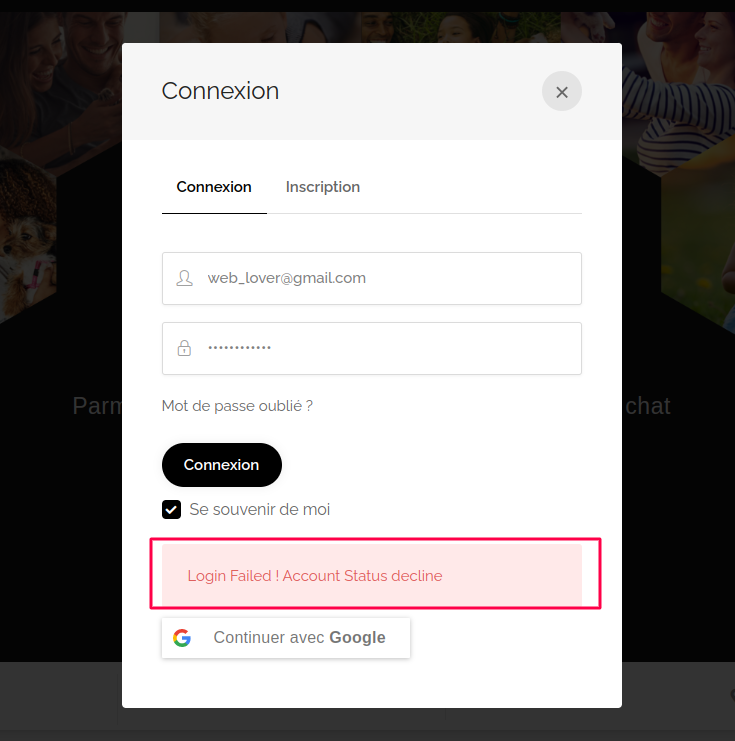 Connexion
Connexion Inscription
web_lover@gmail.com
Mot de passe oublié ?
Connexion
Se souvenir de moi
Login Failed ! Account Status decline
Continuer avec Google
chat